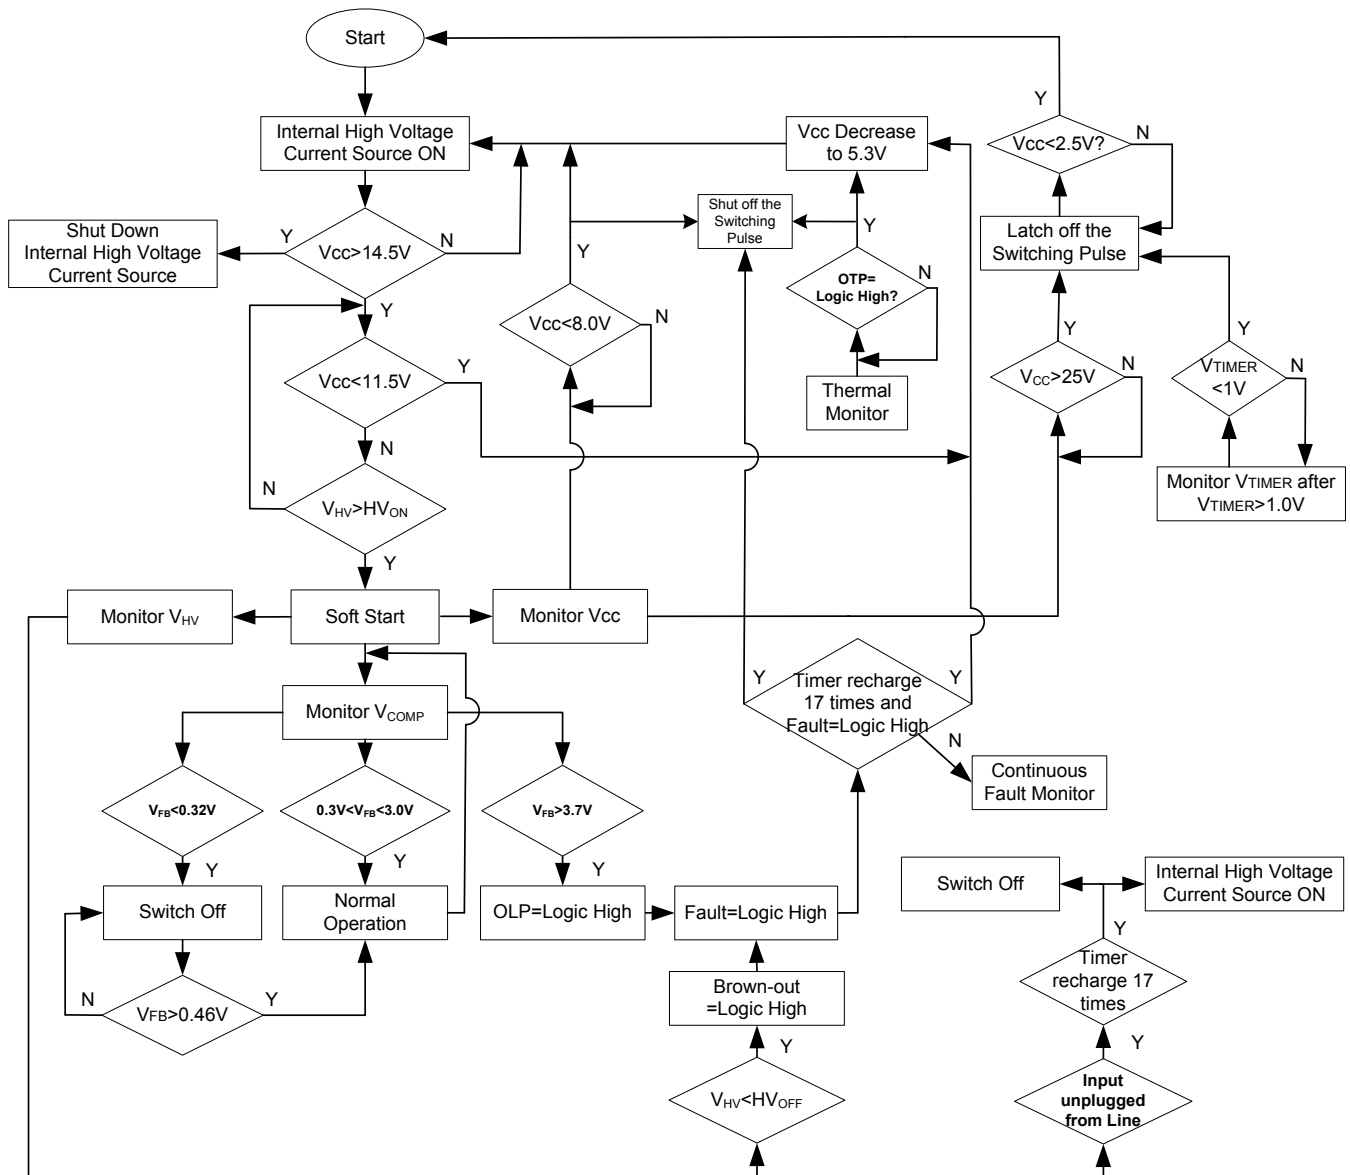 Start
Internal High Voltage
Current Source ON
Vcc Decrease
to 5.3V
Y
Vcc<2.5V?
N
Shut off the
Switching
Pulse
Y
Latch off the
Switching Pulse
Shut Down
Internal High Voltage
Current Source
Y
Vcc>14.5V
N
Y
OTP=
Logic High?
N
Y
Vcc<8.0V
N
Y
Vcc<11.5V
Y
Thermal
Monitor
Y
VCC>25V
N
Y
VTIMER
<1V
N
N
VHV>HVON
N
Y
Monitor VTIMER after
VTIMER>1.0V
Monitor VHV
Soft Start
Monitor Vcc
Monitor VCOMP
Y
Timer recharge
17 times and
Fault=Logic High
Y
N
Continuous
Fault Monitor
VFB<0.32V
0.3V<VFB<3.0V
VFB>3.7V
Y
Y
Y
Switch Off
Normal
Operation
OLP=Logic High
Fault=Logic High
Switch Off
Internal High Voltage
Current Source ON
Y
N
VFB>0.46V
Y
Brown-out
=Logic High
Timer
recharge 17
times
Y
Y
VHV<HVOFF
Input
unplugged
from Line